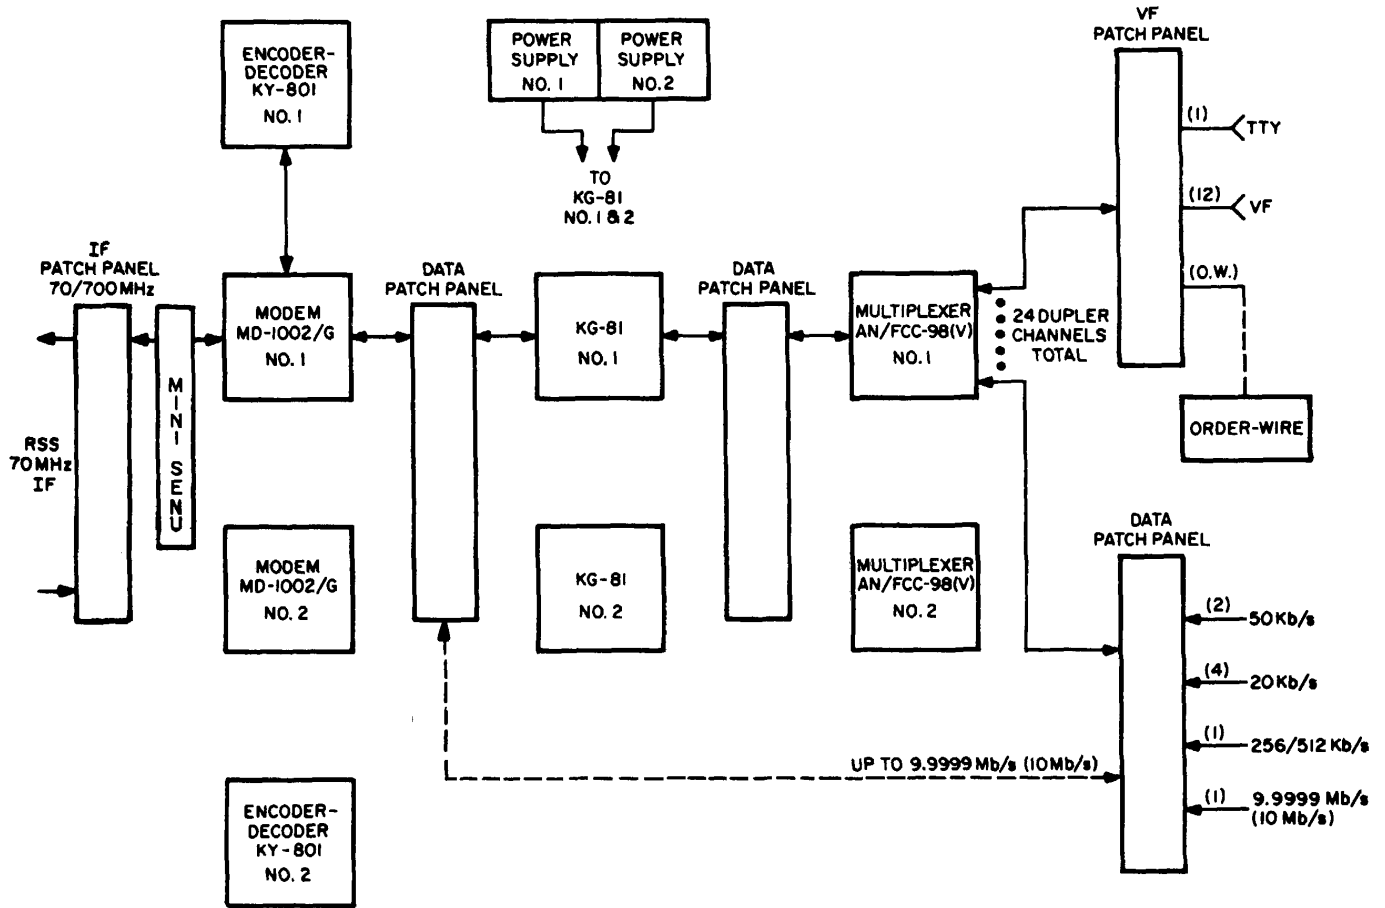 ENCODER-
DECODER
KY-801
NO. 1
POWER
SUPPLY
NO. 1
POWER
SUPPLY
NO. 2
TO
KG-81
NO. 1 & 2
VF
PATCH PANEL
(1)
TTY
(12)
VF
(O.W.)
ORDER-WIRE
IF
PATCH PANEL
70/700 MHz
RSS
70 MHz
IF
MINI SENU
MODEM
MD-1002/G
NO. 1
DATA
PATCH PANEL
KG-81
NO. 1
DATA
PATCH PANEL
MULTIPLEXER
AN/FCC-98(V)
NO. 1
24 DUPLER
CHANNELS
TOTAL
MODEM
MD-1002/G
NO. 2
KG-81
NO. 2
MULTIPLEXER
AN/FCC-98(V)
NO. 2
DATA
PATCH PANEL
(2)
50 Kb/s
(4)
20 Kb/s
(1)
256/512 Kb/s
(1)
9.9999 Mb/s
(10 Mb/s)
UP TO 9.9999 Mb/s (10 Mb/s)
ENCODER-
DECODER
KY-801
NO. 2